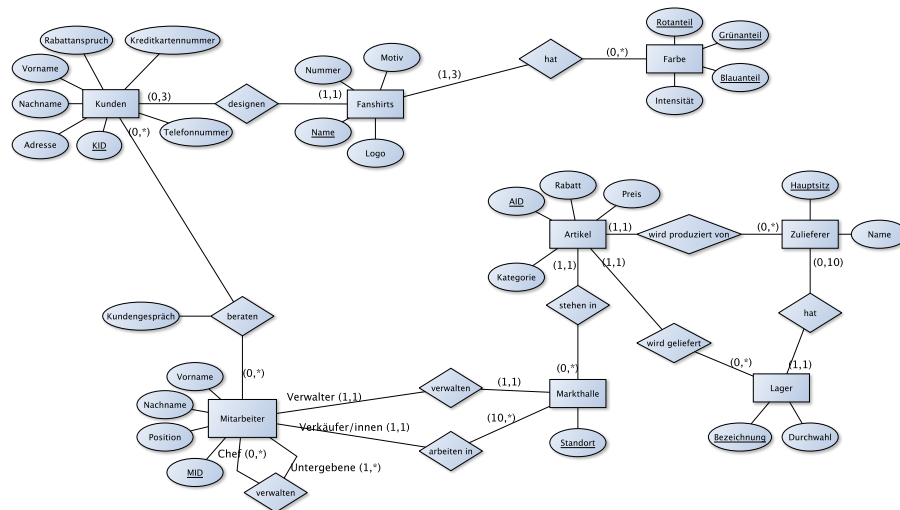 Rabattanspruch
Kreditkartennummer
Vorname
Nachname
Kunden
Adresse
KID
Telefonnummer
(0,3)
(0,*)
designen
(1,1)
Nummer
Motiv
Fanshirts
Name
Logo
(1,3)
hat
(0,*)
Rotanteil
Grünanteil
Farbe
Blauanteil
Intensität
AID
Rabatt
Preis
Artikel
Kategorie
(1,1)
wird produziert von
(0,*)
Hauptsitz
Zulieferer
Name
(1,1)
(1,1)
(0,10)
stehen in
hat
wird geliefert
(0,*)
(0,*)
(1,1)
Lager
Bezeichnung
Durchwahl
Kundengespräch
beraten
(0,*)
Vorname
Nachname
Mitarbeiter
Position
MID
Verwalter (1,1)
verwalten
(1,1)
Markthalle
Standort
Verkäufer/innen (1,1)
arbeiten in
(10,*)
Chef (0,*)
Untergebene (1,*)
verwalten